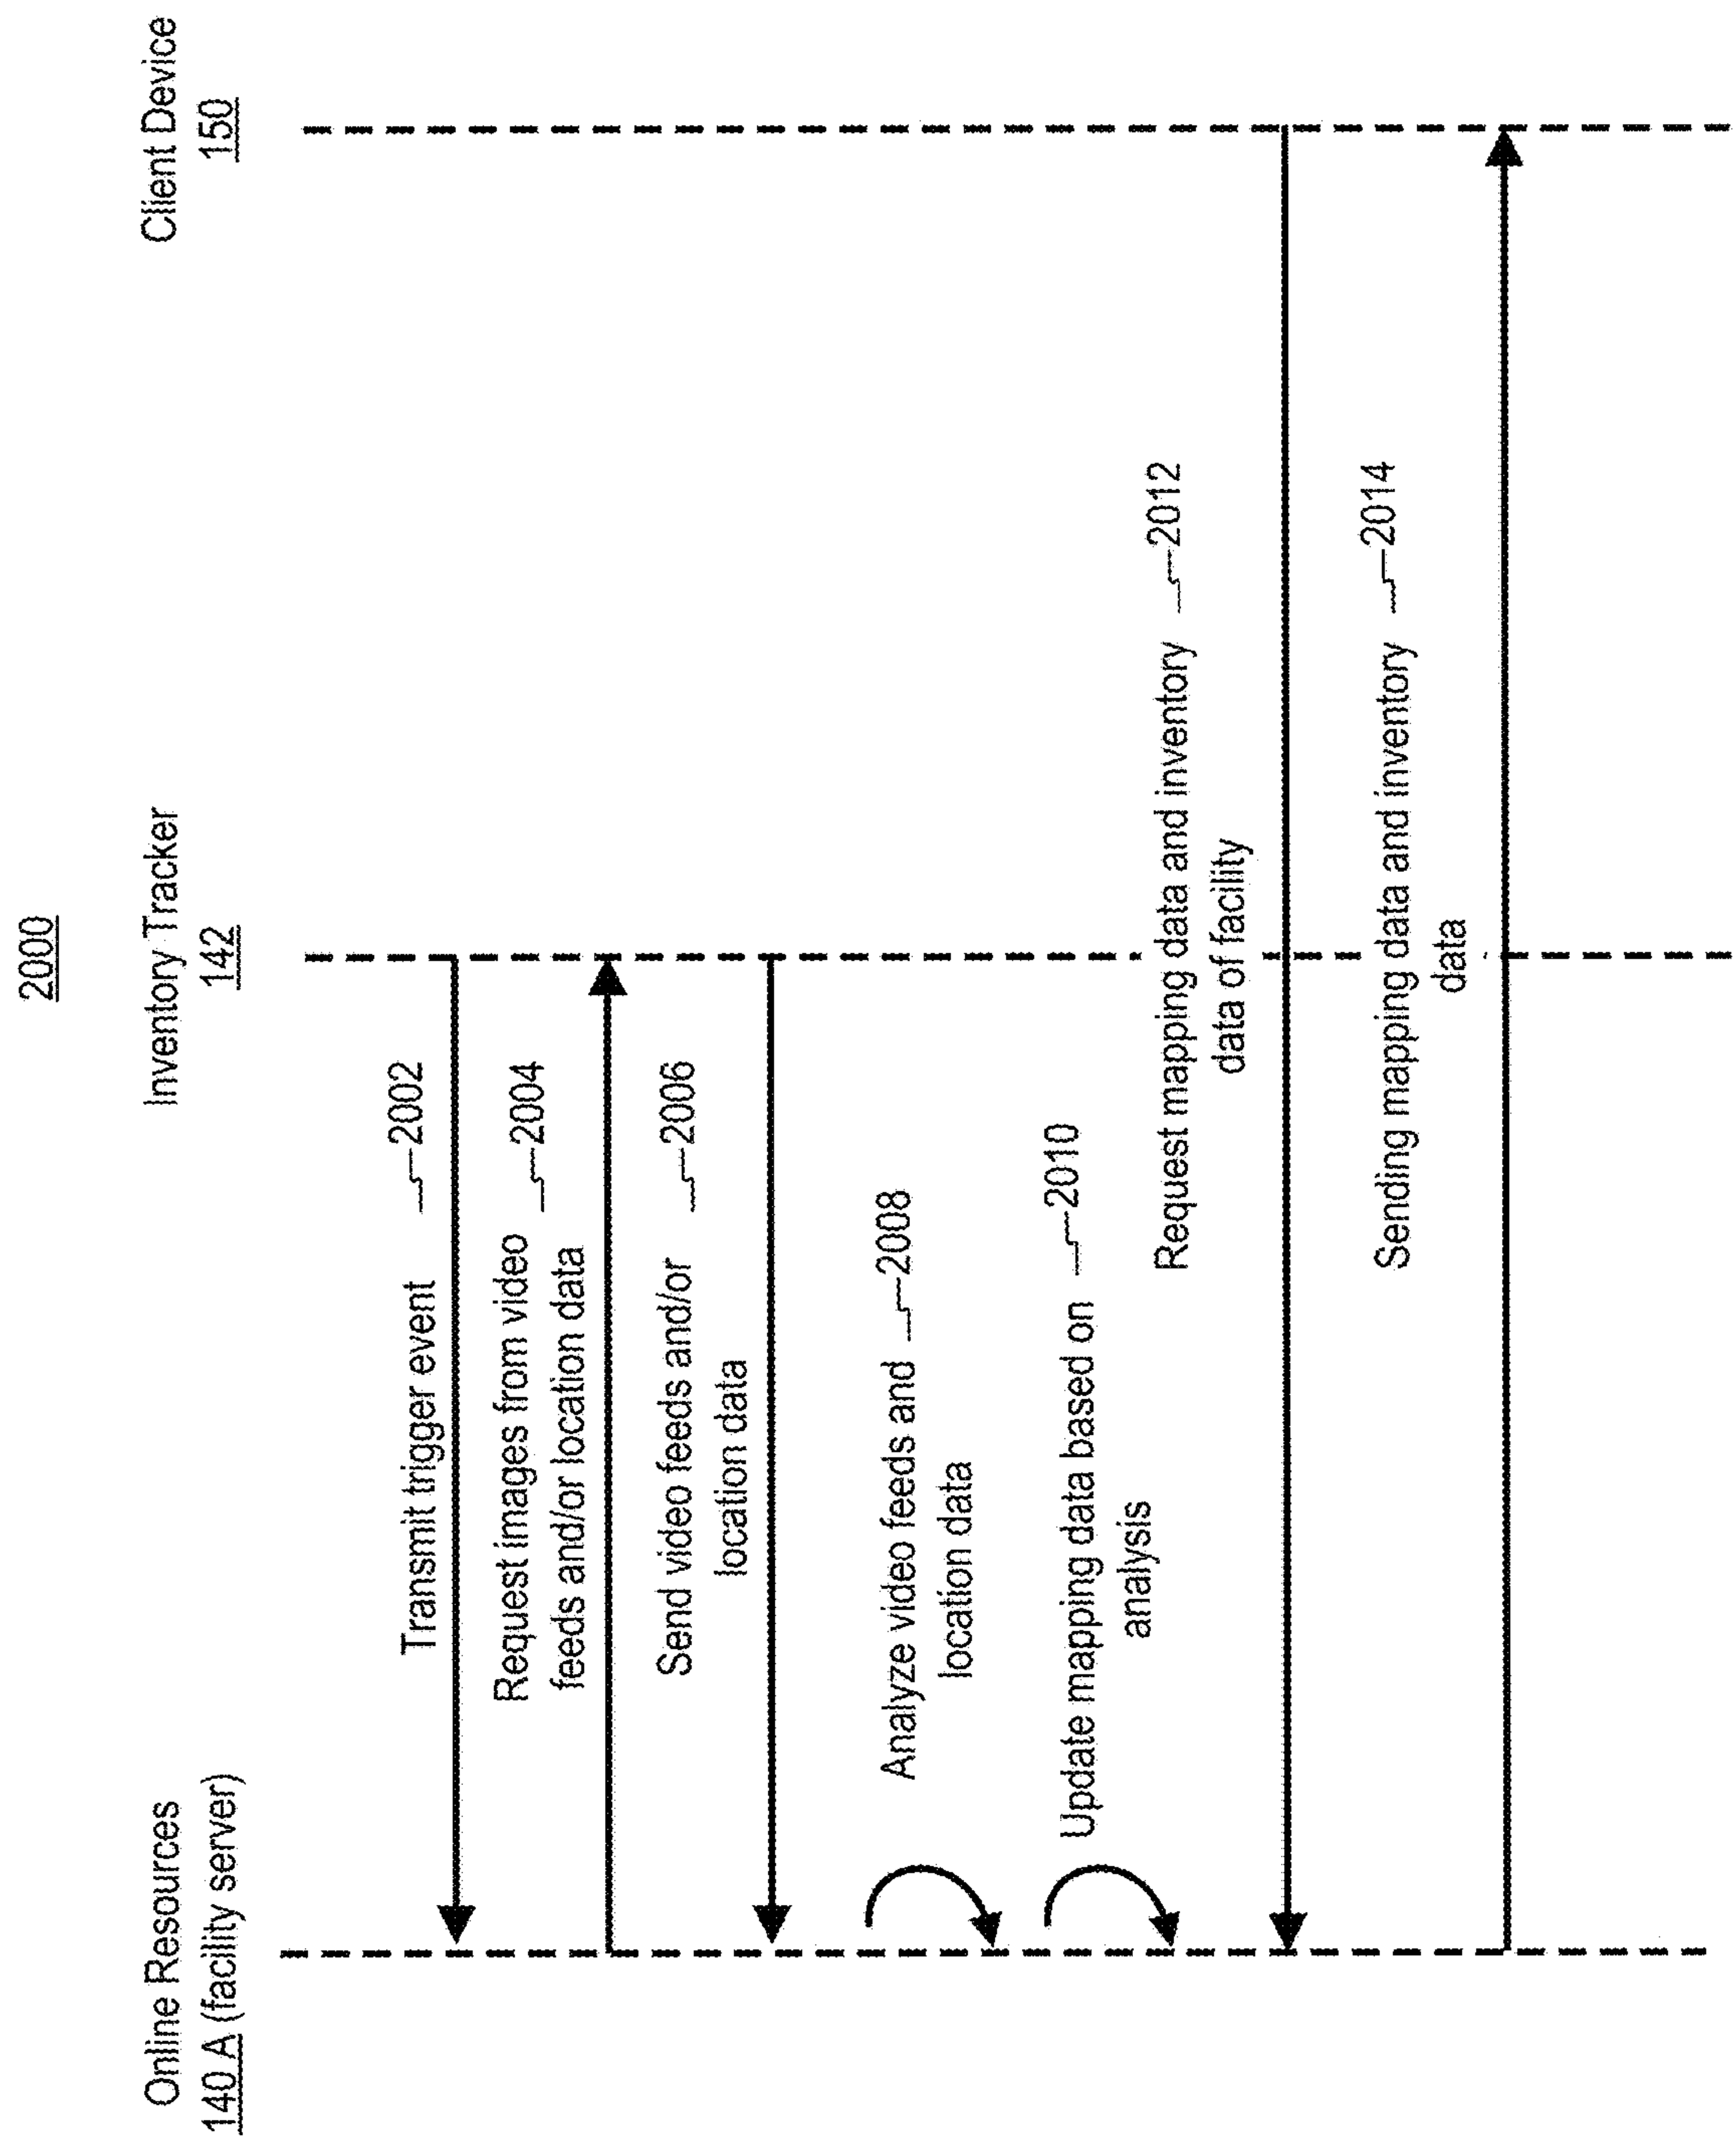 2000
Online Resources
140 A (facility server)
Inventory Tracker
142
Client Device
150
Transmit trigger event 2002
Request images from video 2004
feeds and/or location data
Send video feeds and/or 2006
location data
Analyze video feeds and 2008
location data
Update mapping data based on 2010
analysis
Request mapping data and inventory 2012
data of facility
Sending mapping data and inventory 2014
data